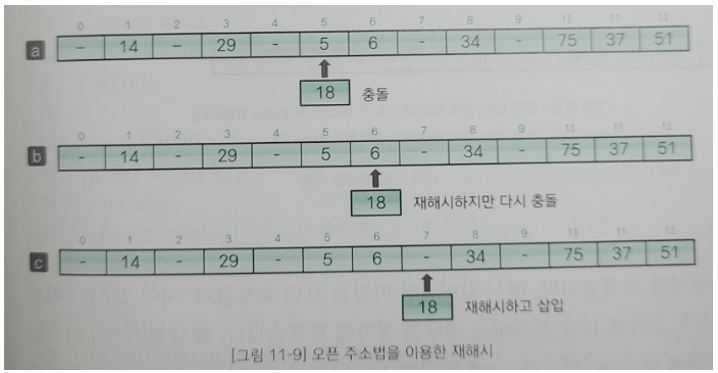 0 1 2 3 4 5 6 7 8 9 10 11 12
a - 14 - 29 - 5 6 - 34 - 75 37 51
18 충돌
0 1 2 3 4 5 6 7 8 9 10 11 12
b - 14 - 29 - 5 6 - 34 - 75 37 51
18 재해시하지만 다시 충돌
0 1 2 3 4 5 6 7 8 9 10 11 12
c - 14 - 29 - 5 6 - 34 - 75 37 51
18 재해시하고 삽입
[그림 11-9] 오픈 주소법을 이용한 재해시